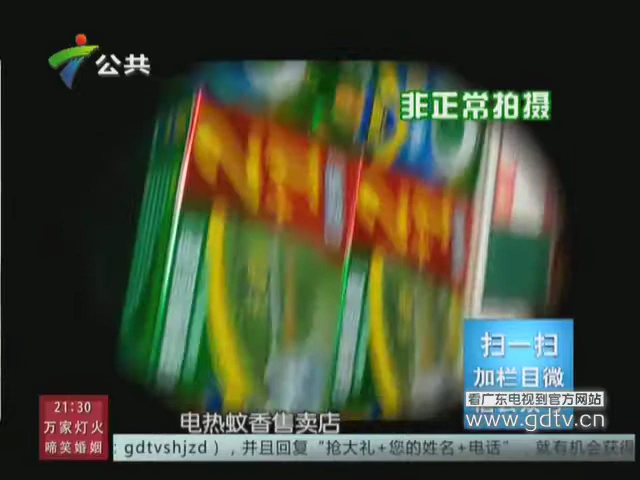 公共
非正常拍摄
扫一扫
加栏目微
看广东电视到官方网站
www.gdtv.cn
21:30
万家灯火
啼笑婚姻
电热蚊香售卖店
: gdtvshjzd），并且回复“抢大礼+您的姓名+电话”，就有机会获得